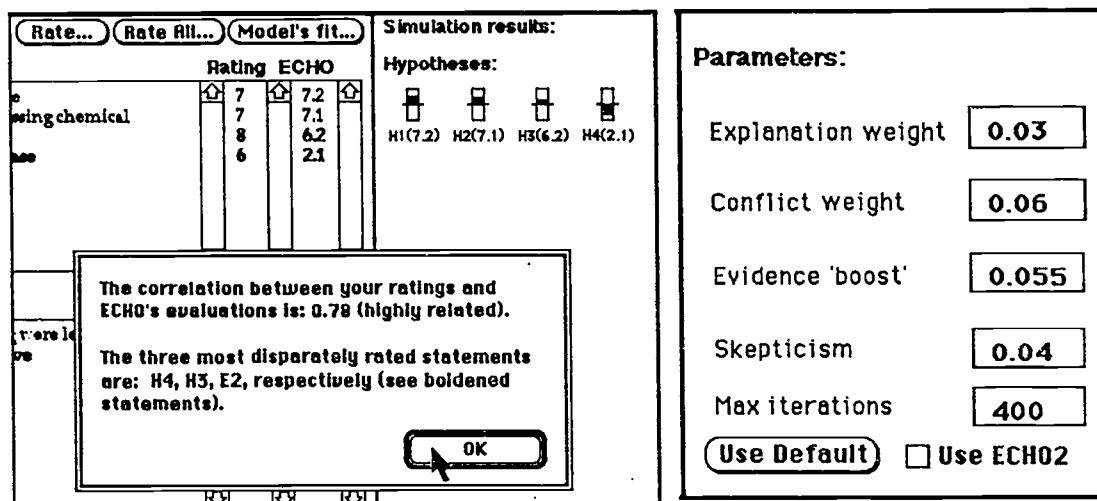 Rate... Rate All... Model's fit...
Rating ECHO
7 7.2
ssing chemical 7 7.1
8 6.2
6 2.1
Simulation results:
Hypotheses:
H1(7.2) H2(7.1) H3(6.2) H4(2.1)
The correlation between your ratings and
ECHO's evaluations is: 0.78 (highly related).
The three most disparately rated statements
are: H4, H3, E2, respectively (see boldened
statements).
OK
Parameters:
Explanation weight 0.03
Conflict weight 0.06
Evidence 'boost' 0.055
Skepticism 0.04
Max iterations 400
Use Default Use ECHO2